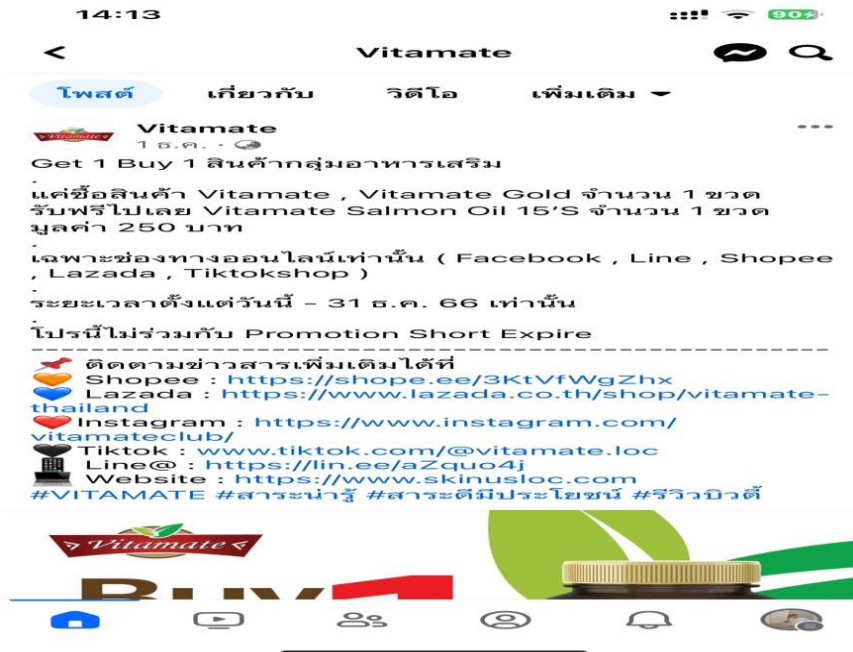 14:13
90
Vitamate
โพสต์ เกี่ยวกับ วิดีโอ เพิ่มเติม
Vitamate
Vitamate
1 ธ.ค. ·
Get 1 Buy 1 สินค้ากลุ่มอาหารเสริม
.
แค่ซื้อสินค้า Vitamate , Vitamate Gold จำนวน 1 ขวด
รับฟรีไปเลย Vitamate Salmon Oil 15'S จำนวน 1 ขวด
มูลค่า 250 บาท
.
เฉพาะช่องทางออนไลน์เท่านั้น ( Facebook , Line , Shopee
, Lazada , Tiktokshop )
.
ระยะเวลาตั้งแต่วันนี้ – 31 ธ.ค. 66 เท่านั้น
.
โปรนี้ไม่ร่วมกับ Promotion Short Expire
------------------------------------------------------
📌 ติดตามข่าวสารเพิ่มเติมได้ที่
🧡 Shopee : https://shope.ee/3KtVfWgZhx
💙 Lazada : https://www.lazada.co.th/shop/vitamate-
thailand
❤️Instagram : https://www.instagram.com/
vitamateclub/
🖤Tiktok : www.tiktok.com/@vitamate.loc
📱 Line@ : https://lin.ee/aZquo4j
💻 Website : https://www.skinusloc.com
#VITAMATE #สาระน่ารู้ #สาระดีมีประโยชน์ #รีวิวบิวตี้
Vitamate
Buy 1